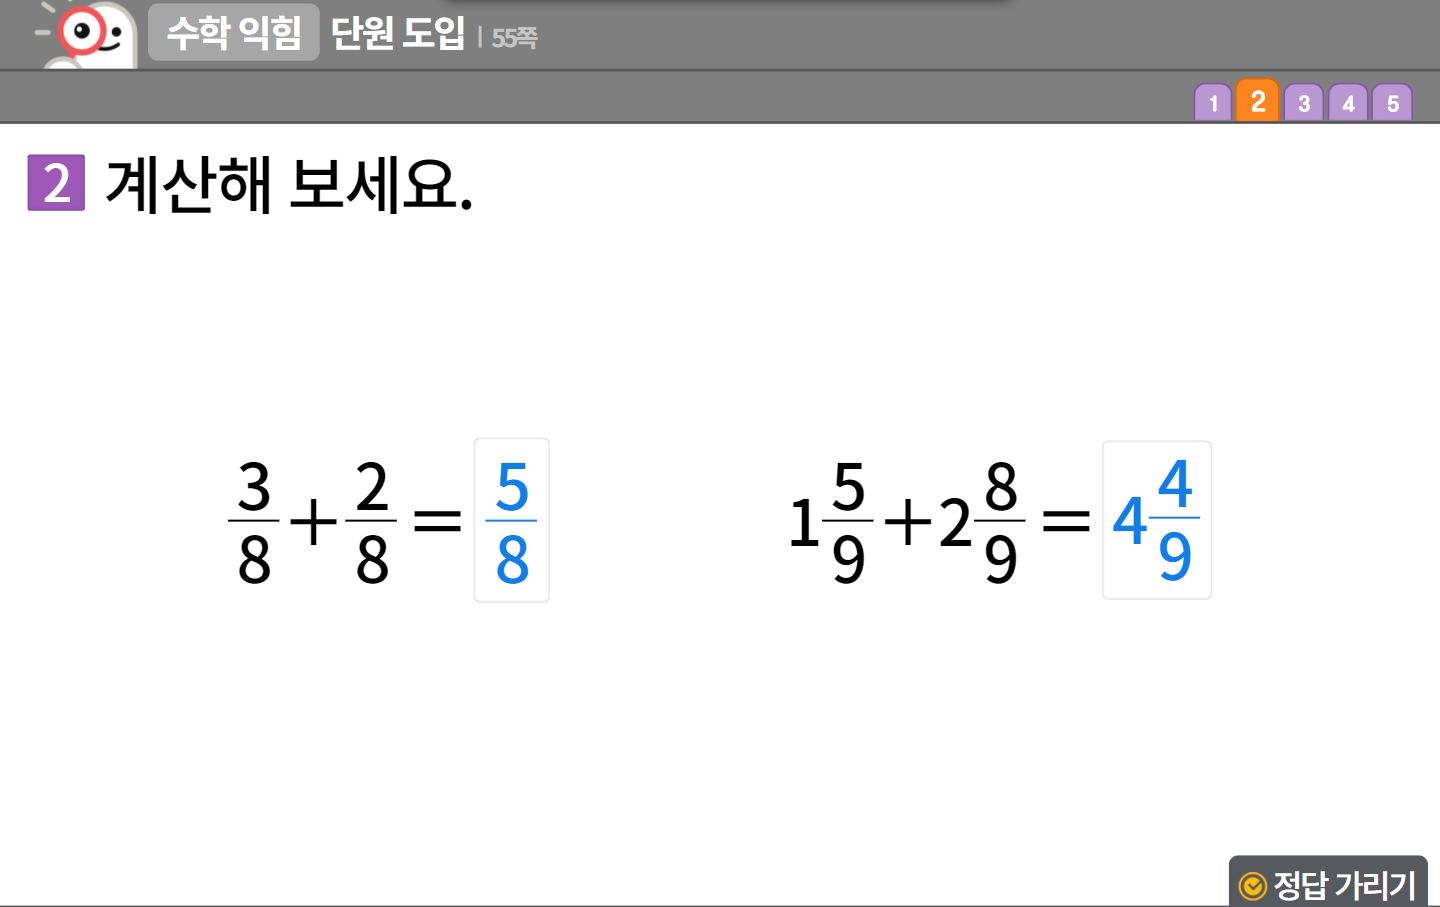 수학 익힘 단원 도입 | 55쪽
1 2 3 4 5
2 계산해 보세요.
3/8 + 2/8 = 5/8
1 5/9 + 2 8/9 = 4 4/9
정답 가리기